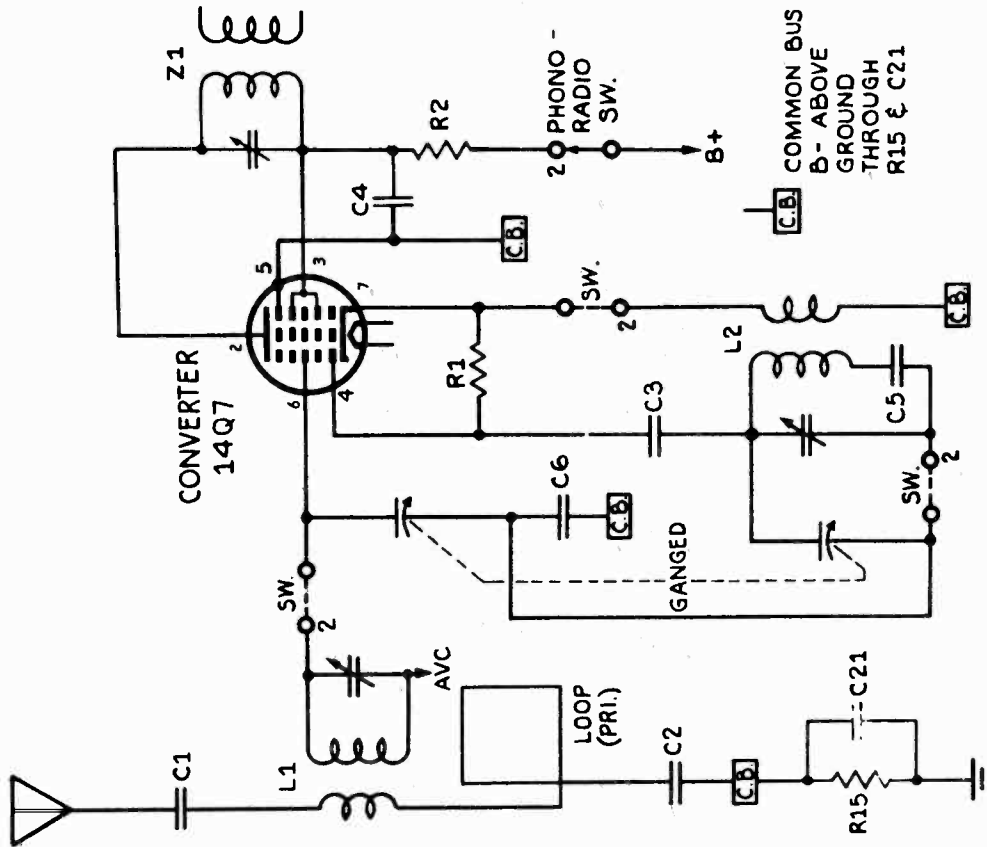 Z1
CONVERTER
14Q7
2
5
3
6
4
7
C4
R2
2
PHONO -
RADIO
SW.
B+
C.B.
R1
SW.
2
L2
C.B.
C.B.
COMMON BUS
B- ABOVE
GROUND
THROUGH
R15 & C21
C3
C5
SW.
2
C6
C.B.
GANGED
SW.
2
AVC
L1
C1
LOOP
(PRI.)
C2
C.B.
R15
C21